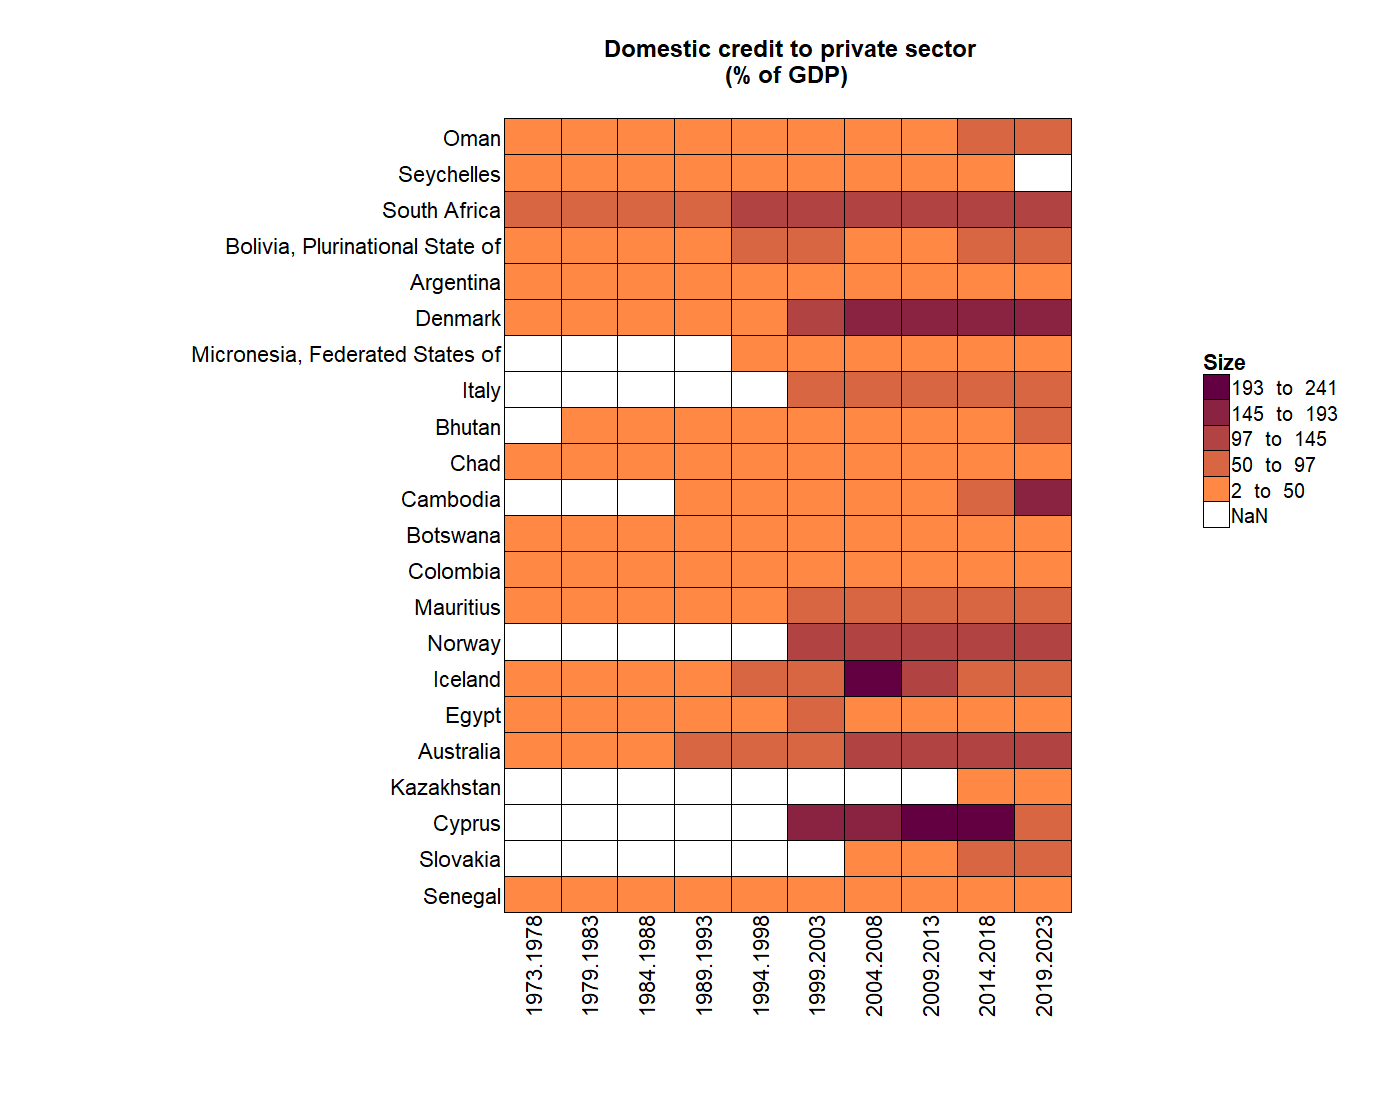 Domestic credit to private sector
(% of GDP)
Oman
Seychelles
South Africa
Bolivia, Plurinational State of
Argentina
Denmark
Micronesia, Federated States of
Italy
Bhutan
Chad
Cambodia
Botswana
Colombia
Mauritius
Norway
Iceland
Egypt
Australia
Kazakhstan
Cyprus
Slovakia
Senegal
1973.1978
1979.1983
1984.1988
1989.1993
1994.1998
1999.2003
2004.2008
2009.2013
2014.2018
2019.2023
Size
193 to 241
145 to 193
97 to 145
50 to 97
2 to 50
NaN